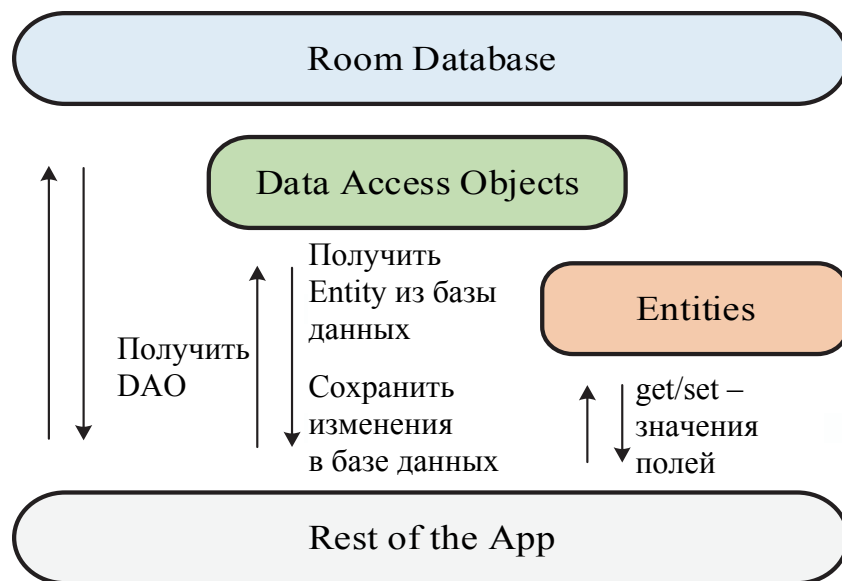 Room Database
Data Access Objects
Получить
Entity из базы
данных
Entities
Получить
DAO
Сохранить
изменения
в базе данных
get/set –
значения
полей
Rest of the App